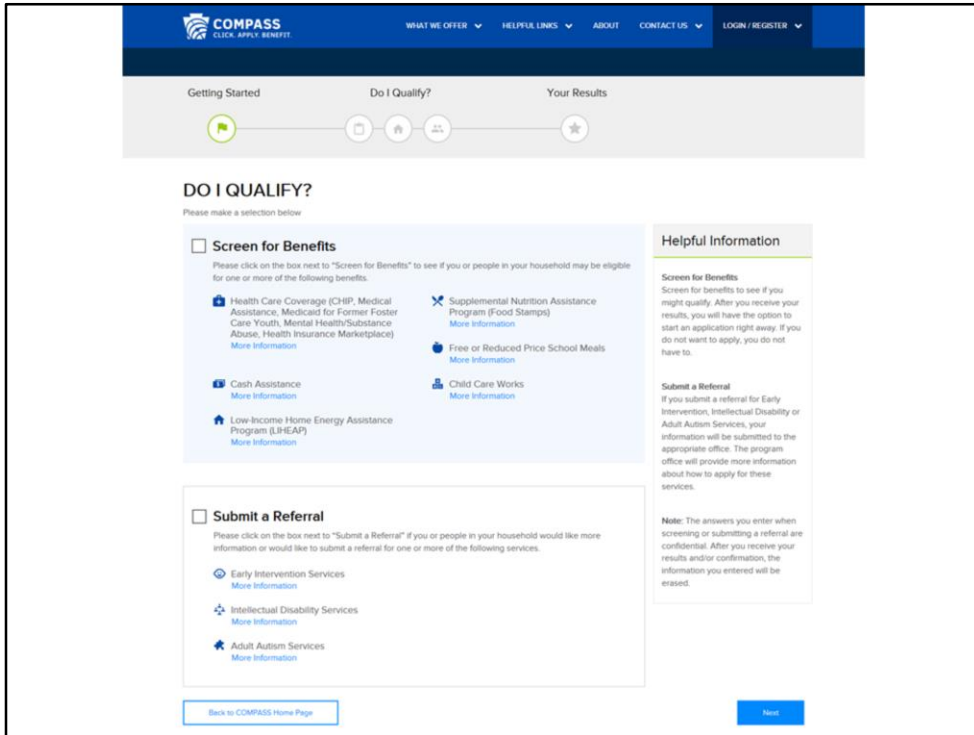 COMPASS
CLICK. APPLY. BENEFIT.
WHAT WE OFFER
HELPFUL LINKS
ABOUT
CONTACT US
LOGIN / REGISTER
Getting Started
Do I Qualify?
Your Results
DO I QUALIFY?
Please make a selection below
Screen for Benefits
Please click on the box next to "Screen for Benefits" to see if you or people in your household may be eligible
for one or more of the following benefits.
Health Care Coverage (CHIP, Medical
Assistance, Medicaid for Former Foster
Care Youth, Mental Health/Substance
Abuse, Health Insurance Marketplace)
More Information
Supplemental Nutrition Assistance
Program (Food Stamps)
More Information
Free or Reduced Price School Meals
More Information
Cash Assistance
More Information
Child Care Works
More Information
Low-Income Home Energy Assistance
Program (LIHEAP)
More Information
Submit a Referral
Please click on the box next to "Submit a Referral" if you or people in your household would like more
information or would like to submit a referral for one or more of the following services.
Early Intervention Services
More Information
Intellectual Disability Services
More Information
Adult Autism Services
More Information
Helpful Information
Screen for Benefits
Screen for benefits to see if you
might qualify. After you receive your
results, you will have the option to
start an application right away. If you
do not want to apply, you do not
have to.
Submit a Referral
If you submit a referral for Early
Intervention, Intellectual Disability or
Adult Autism Services, your
information will be submitted to the
appropriate office. The program
office will provide more information
about how to apply for these
services.
Note: The answers you enter when
screening or submitting a referral are
confidential. After you receive your
results and/or confirmation, the
information you entered will be
erased.
Back to COMPASS Home Page
Next